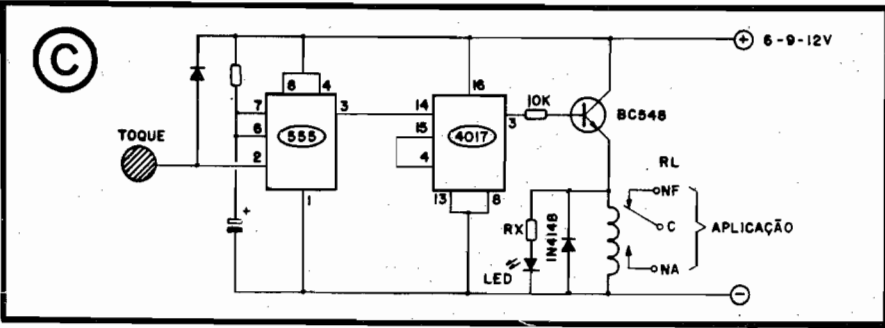 C
6-9-12V
8 4
7
3
14
16
10K
BC548
TOQUE
6
555
15
4017
3
2
4
RL
1
13 8
NF
RX
1N4148
C
APLICAÇÃO
LED
NA